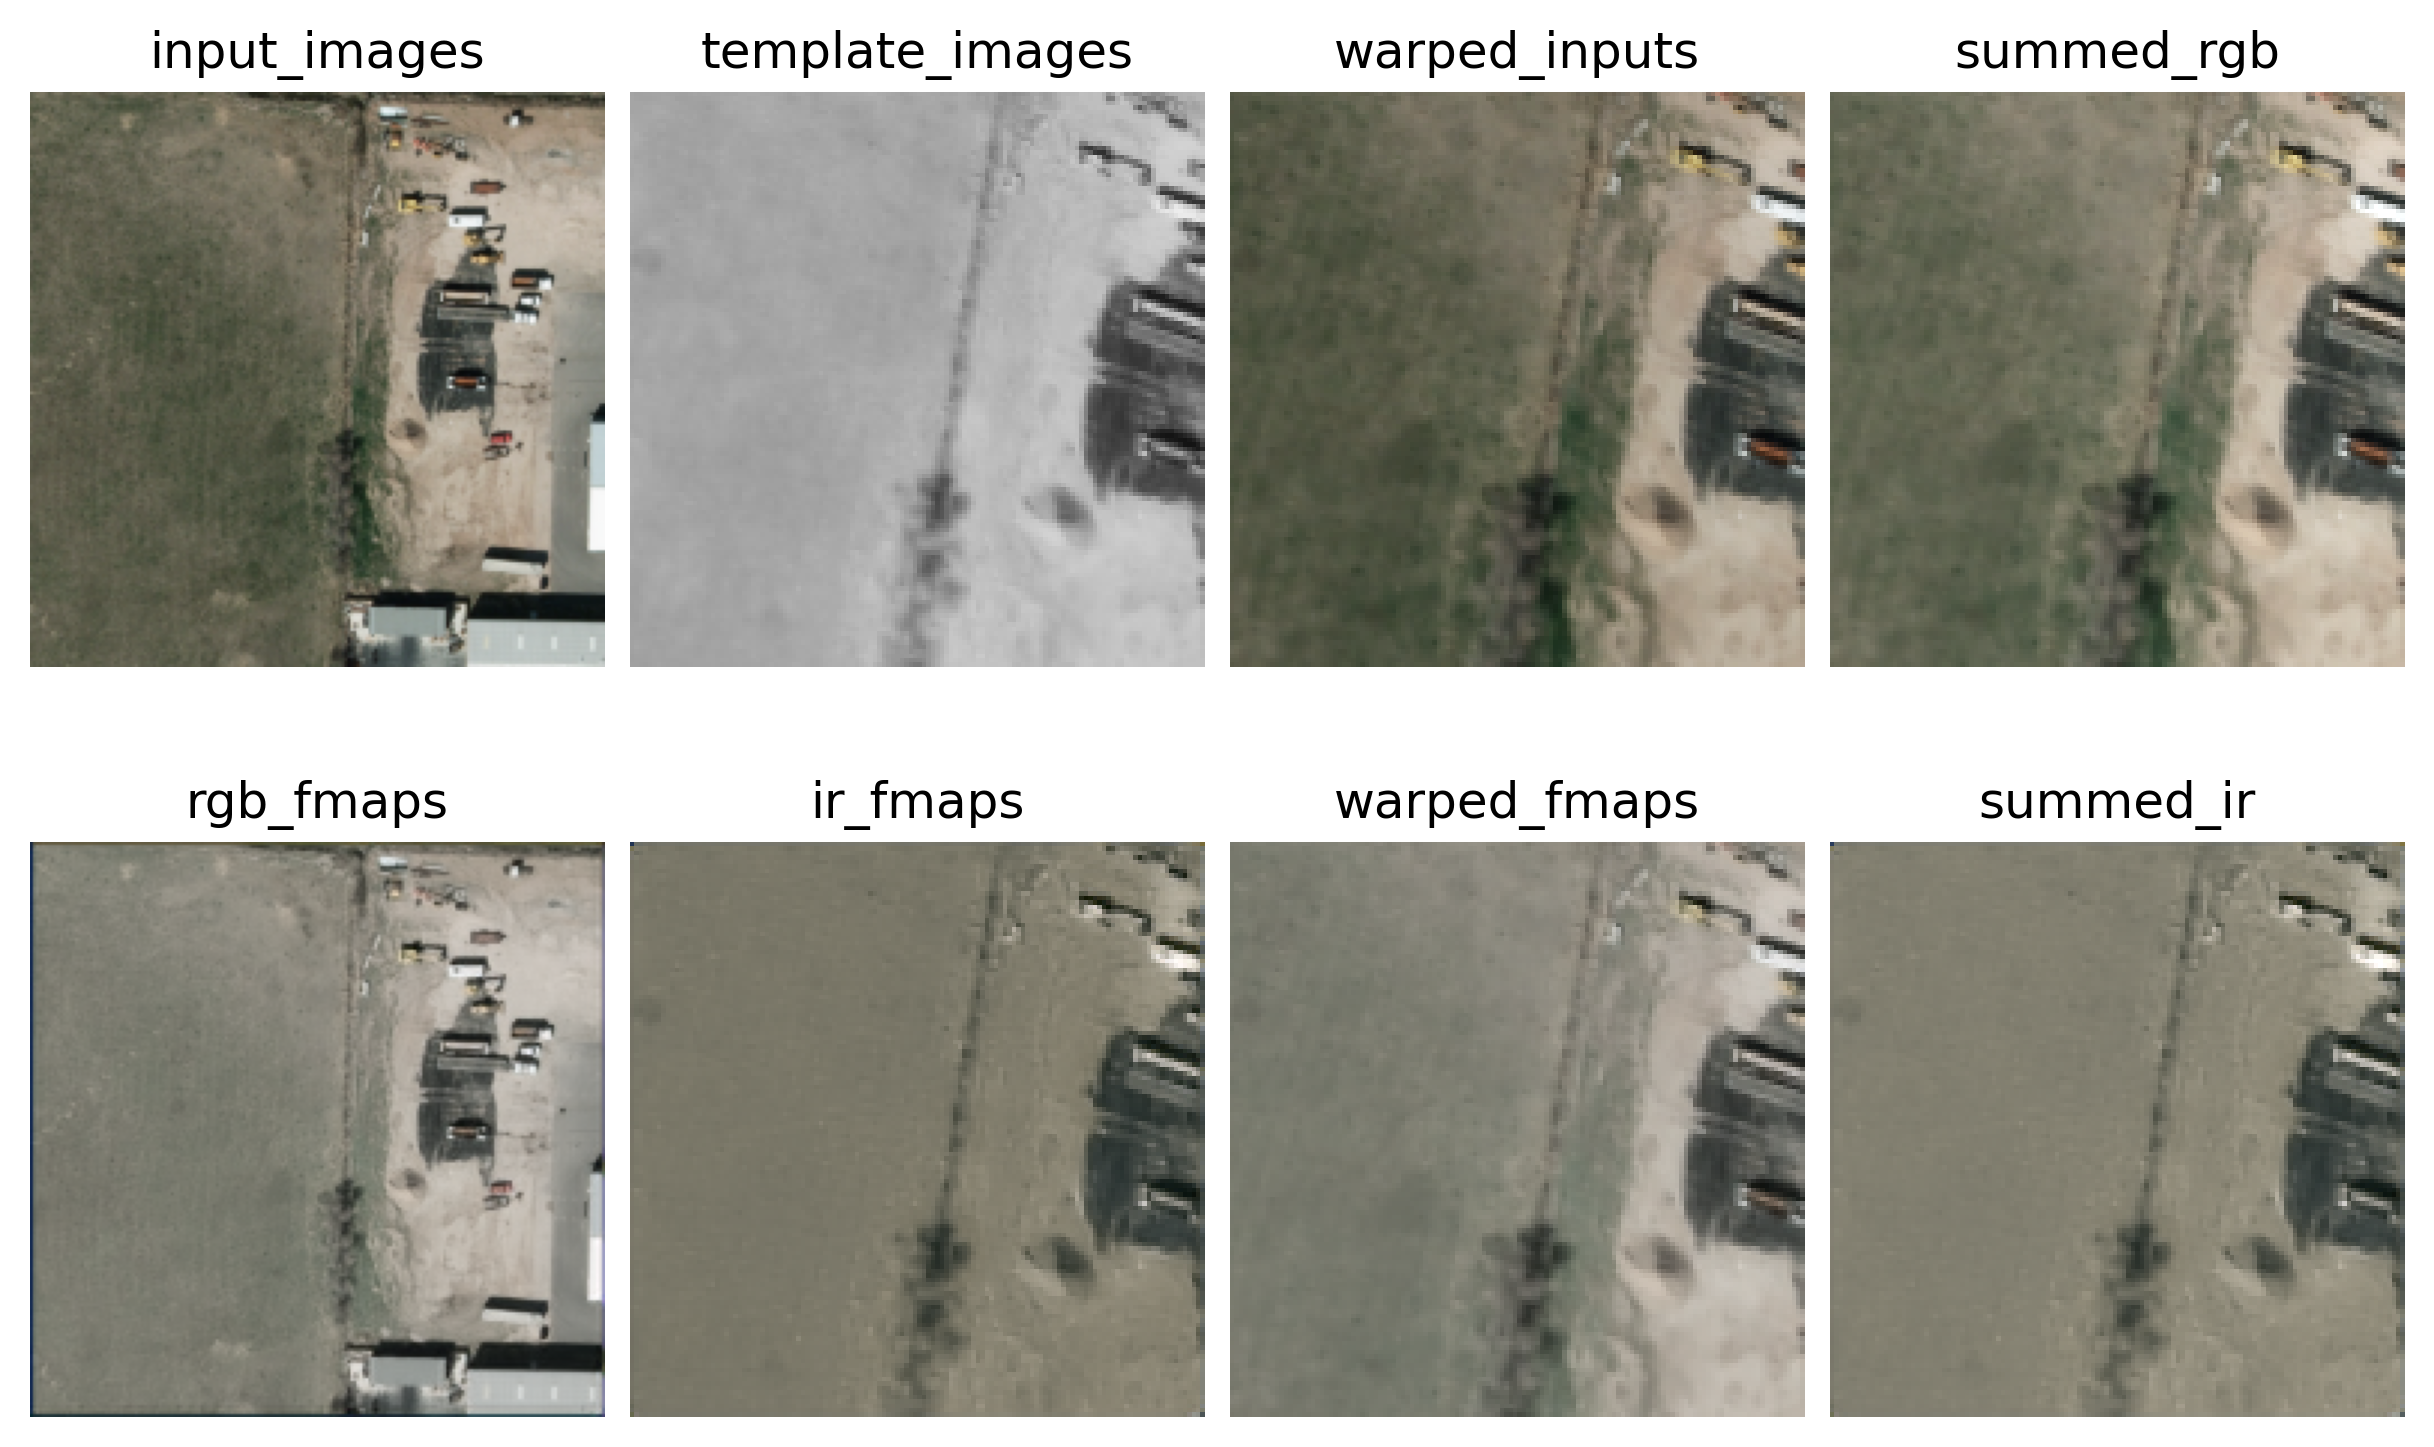 input_images
template_images
warped_inputs
summed_rgb
rgb_fmaps
ir_fmaps
warped_fmaps
summed_ir